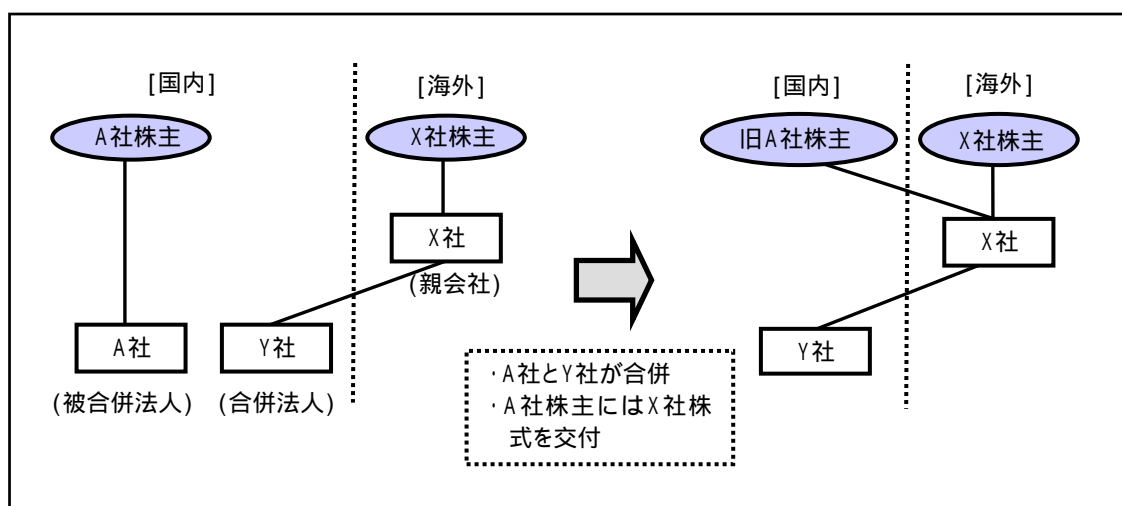 [国内]
[海外]
A社株主
X社株主
X社
(親会社)
A社
Y社
(被合併法人)
(合併法人)
・A社とY社が合併
・A社株主にはX社株
式を交付
[国内]
[海外]
旧A社株主
X社株主
X社
Y社